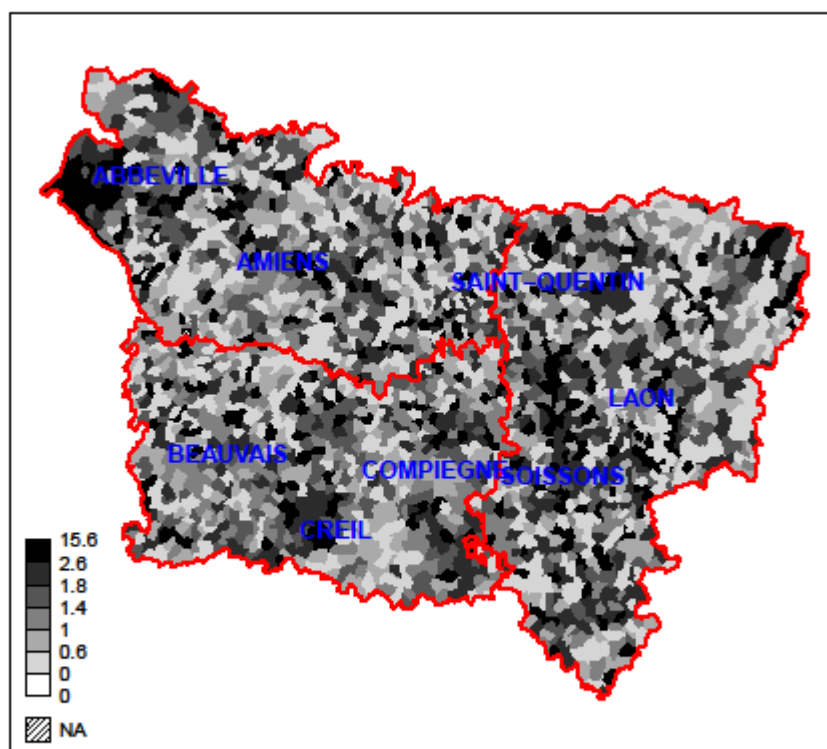 ABBEVILLE
AMIENS
SAINT-QUENTIN
LAON
BEAUVAIS
COMPIEGNE
SOISSONS
CREIL
15.6
2.6
1.8
1.4
1
0.6
0
0
NA